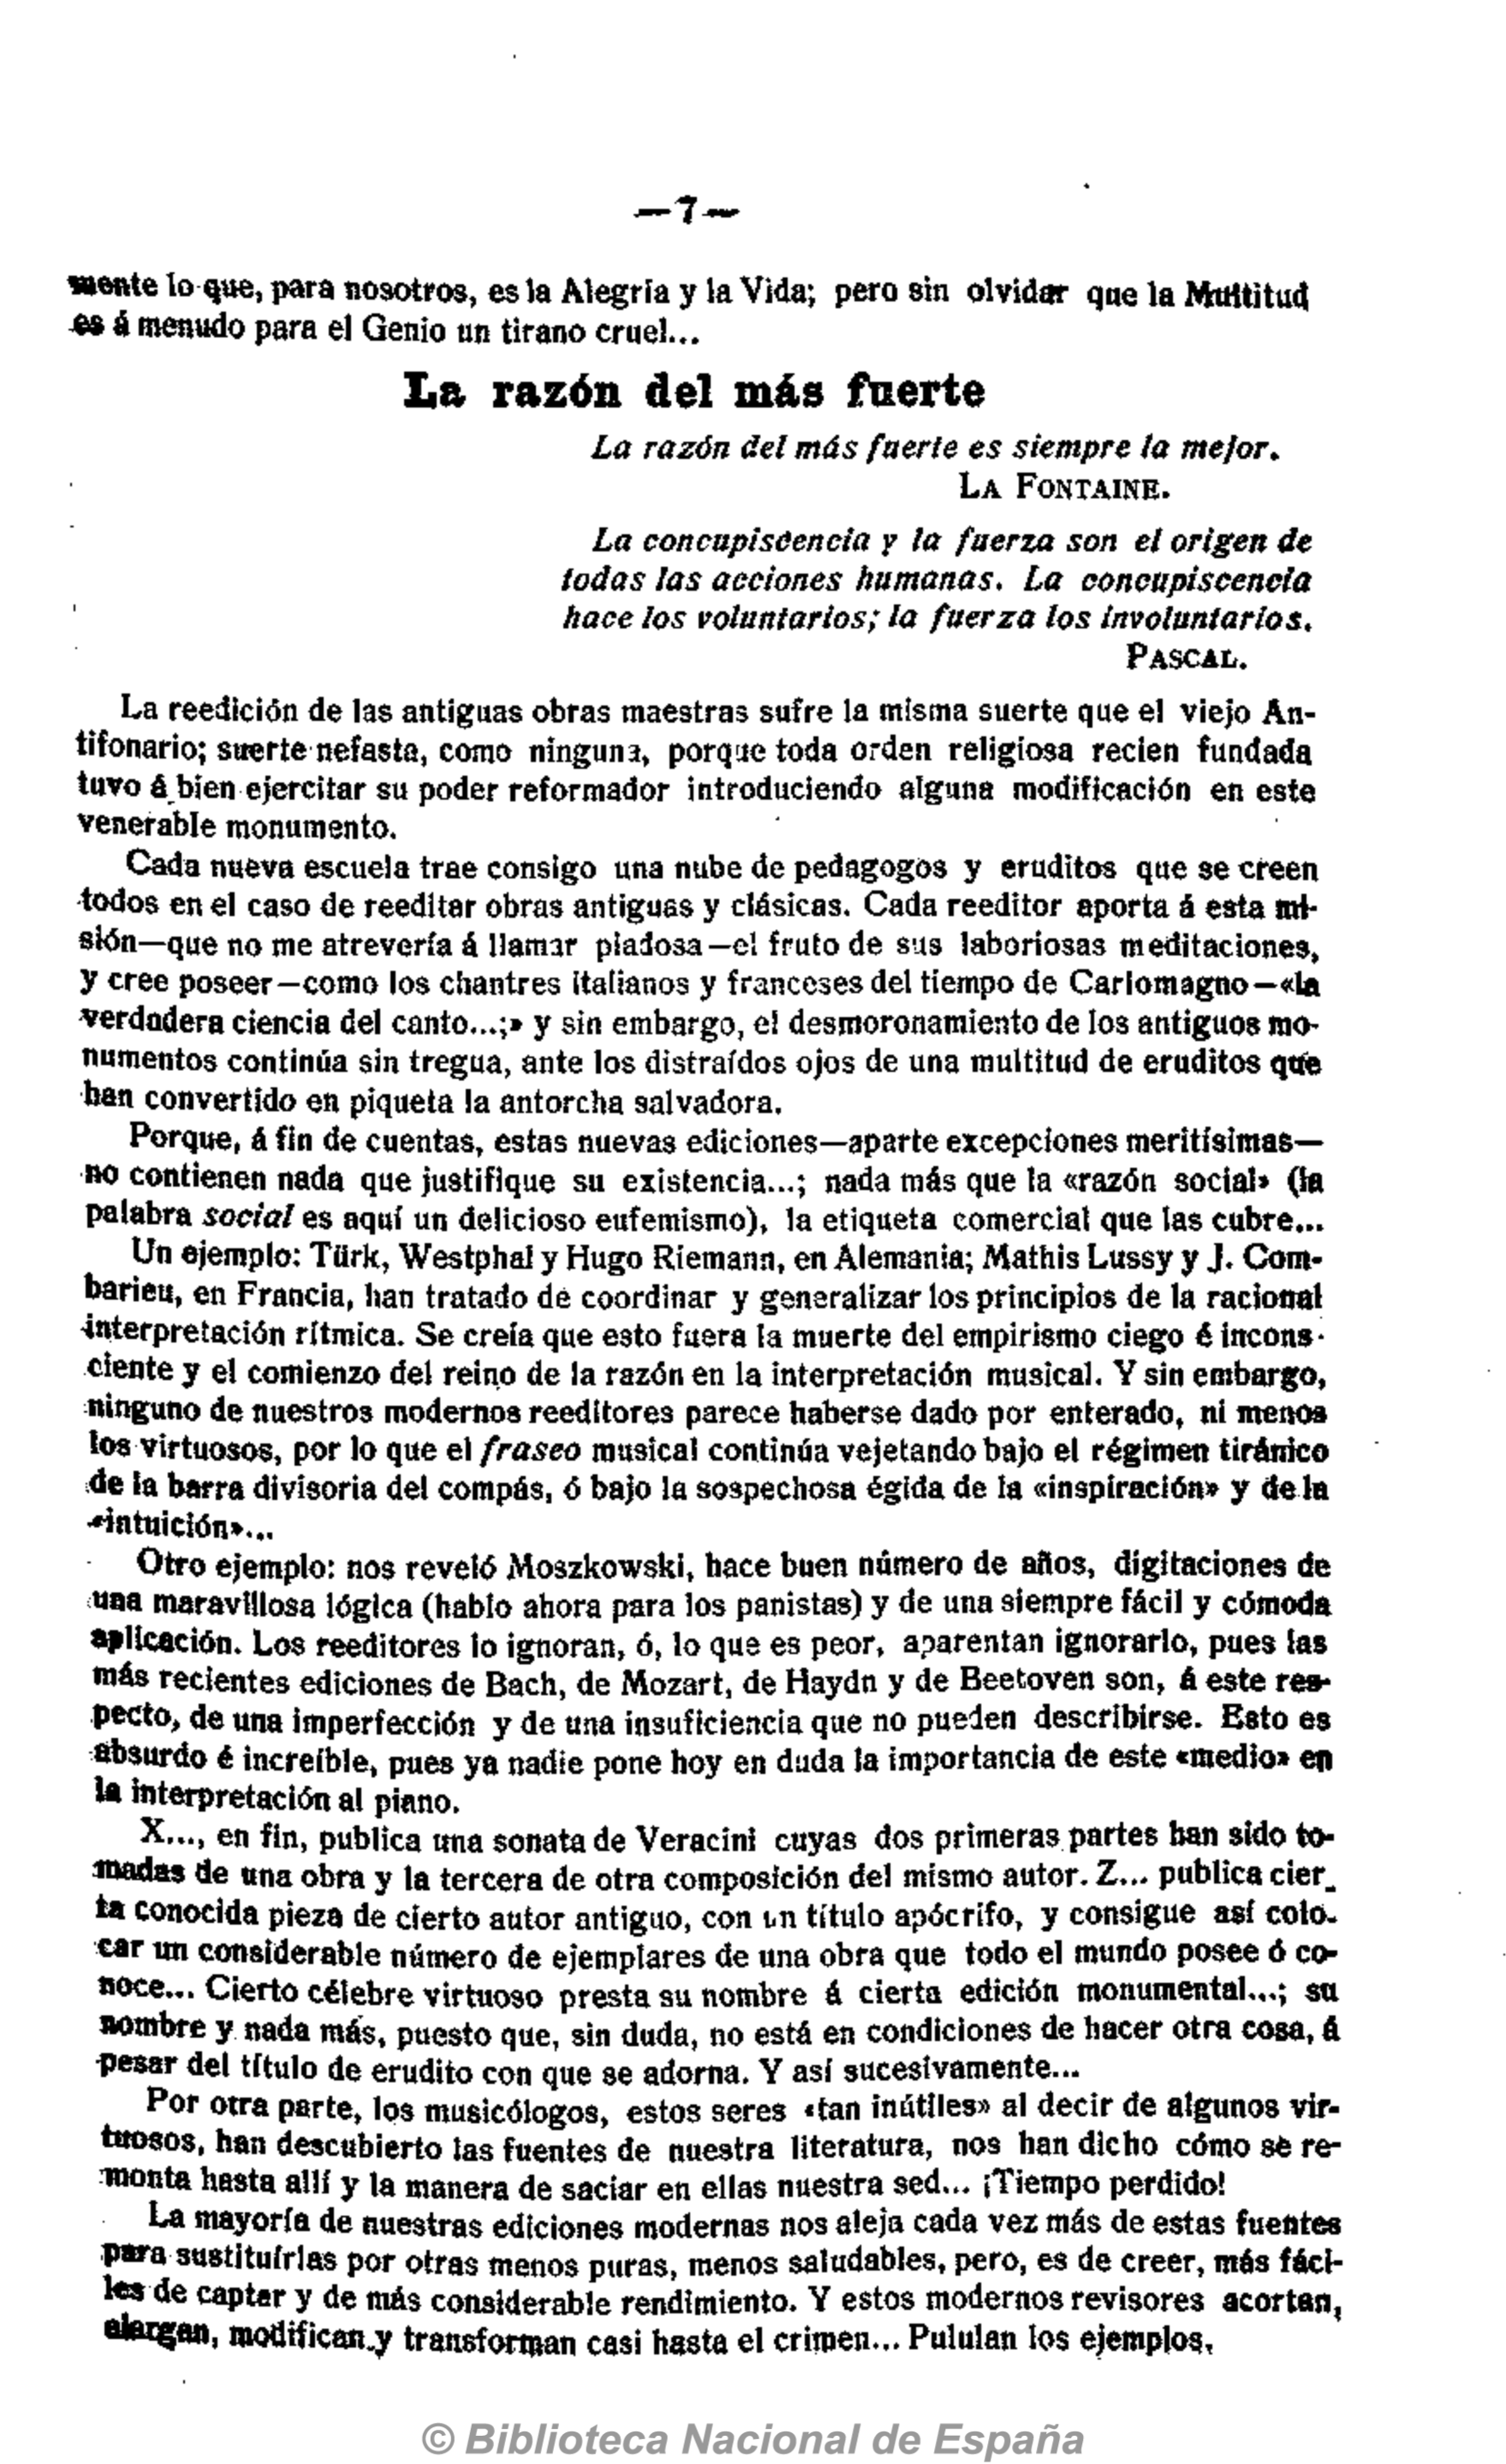 —7—
mente lo que, para nosotros, es la Alegría y la Vida; pero sin olvidar que la Multitud
es á menudo para el Genio un tirano cruel...
La razón del más fuerte
La razón del más fuerte es siempre la mejor.
LA FONTAINE.
La concupiscencia y la fuerza son el origen de
todas las acciones humanas. La concupiscencia
hace los voluntarios; la fuerza los involuntarios.
PASCAL.
La reedición de las antiguas obras maestras sufre la misma suerte que el viejo An-
tifonario; suerte nefasta, como ninguna, porque toda orden religiosa recien fundada
tuvo á bien ejercitar su poder reformador introduciendo alguna modificación en este
venerable monumento.
Cada nueva escuela trae consigo una nube de pedagogos y eruditos que se creen
todos en el caso de reeditar obras antiguas y clásicas. Cada reeditor aporta á esta mi-
sión—que no me atrevería á llamar piadosa—el fruto de sus laboriosas meditaciones,
y cree poseer—como los chantres italianos y franceses del tiempo de Carlomagno—«la
verdadera ciencia del canto...;» y sin embargo, el desmoronamiento de los antiguos mo-
numentos continúa sin tregua, ante los distraídos ojos de una multitud de eruditos que
han convertido en piqueta la antorcha salvadora.
Porque, á fin de cuentas, estas nuevas ediciones—aparte excepciones meritísimas—
no contienen nada que justifique su existencia...; nada más que la «razón social» (la
palabra social es aquí un delicioso eufemismo), la etiqueta comercial que las cubre...
Un ejemplo: Türk, Westphal y Hugo Riemann, en Alemania; Mathis Lussy y J. Com-
barieu, en Francia, han tratado de coordinar y generalizar los principios de la racional
interpretación rítmica. Se creía que esto fuera la muerte del empirismo ciego é incons-
ciente y el comienzo del reino de la razón en la interpretación musical. Y sin embargo,
ninguno de nuestros modernos reeditores parece haberse dado por enterado, ni menos
los virtuosos, por lo que el fraseo musical continúa vejetando bajo el régimen tiránico
de la barra divisoria del compás, ó bajo la sospechosa égida de la «inspiración» y de la
«intuición»...
Otro ejemplo: nos reveló Moszkowski, hace buen número de años, digitaciones de
una maravillosa lógica (hablo ahora para los panistas) y de una siempre fácil y cómoda
aplicación. Los reeditores lo ignoran, ó, lo que es peor, aparentan ignorarlo, pues las
más recientes ediciones de Bach, de Mozart, de Haydn y de Beetoven son, á este res-
pecto, de una imperfección y de una insuficiencia que no pueden describirse. Esto es
absurdo é increíble, pues ya nadie pone hoy en duda la importancia de este «medio» en
la interpretación al piano.
X..., en fin, publica una sonata de Veracini cuyas dos primeras partes han sido to-
madas de una obra y la tercera de otra composición del mismo autor. Z... publica cier-
ta conocida pieza de cierto autor antiguo, con un título apócrifo, y consigue así colo-
car un considerable número de ejemplares de una obra que todo el mundo posee ó co-
noce... Cierto célebre virtuoso presta su nombre á cierta edición monumental...; su
nombre y nada más, puesto que, sin duda, no está en condiciones de hacer otra cosa, á
pesar del título de erudito con que se adorna. Y así sucesivamente...
Por otra parte, los musicólogos, estos seres «tan inútiles» al decir de algunos vir-
tuosos, han descubierto las fuentes de nuestra literatura, nos han dicho cómo se re-
monta hasta allí y la manera de saciar en ellas nuestra sed... ¡Tiempo perdido!
La mayoría de nuestras ediciones modernas nos aleja cada vez más de estas fuentes
para sustituírlas por otras menos puras, menos saludables, pero, es de creer, más fáci-
les de captar y de más considerable rendimiento. Y estos modernos revisores acortan,
alargan, modifican y transforman casi hasta el crimen... Pululan los ejemplos.
© Biblioteca Nacional de España